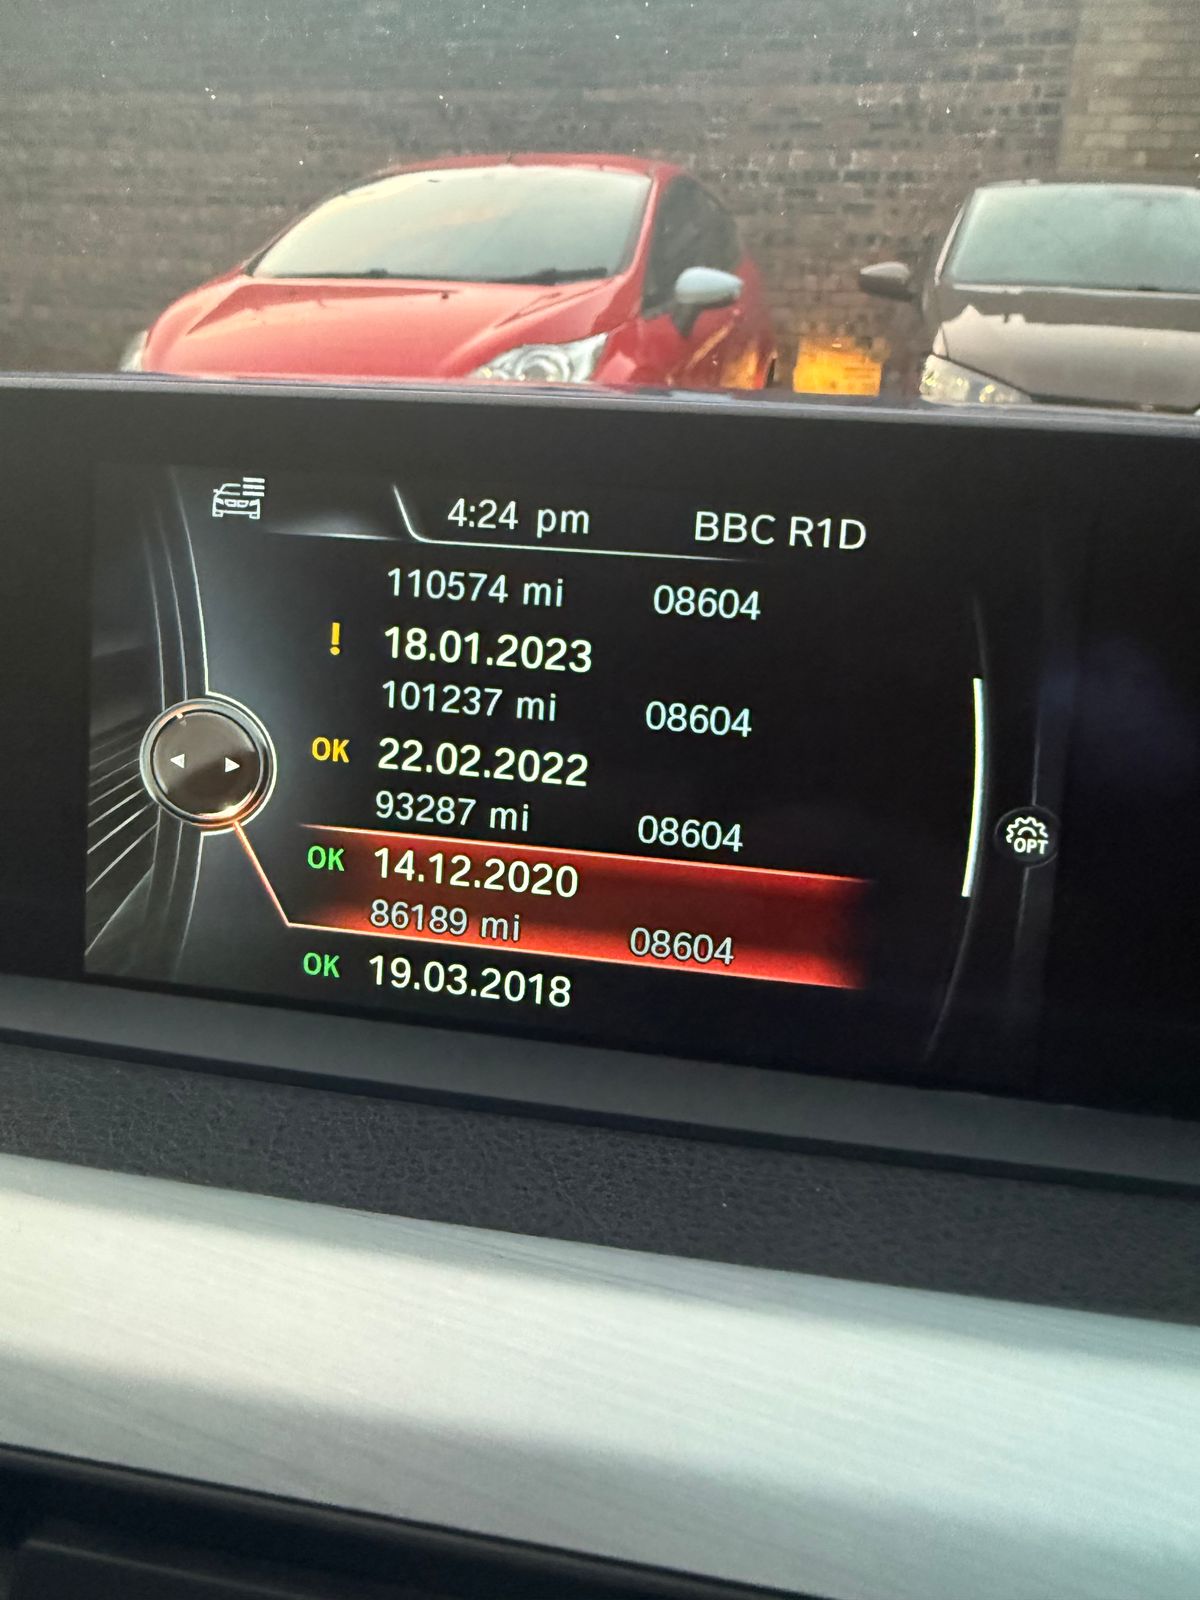 4:24 pm BBC R1D
110574 mi 08604
! 18.01.2023
101237 mi 08604
OK 22.02.2022
93287 mi 08604
OK 14.12.2020
86189 mi 08604
OK 19.03.2018
OPT